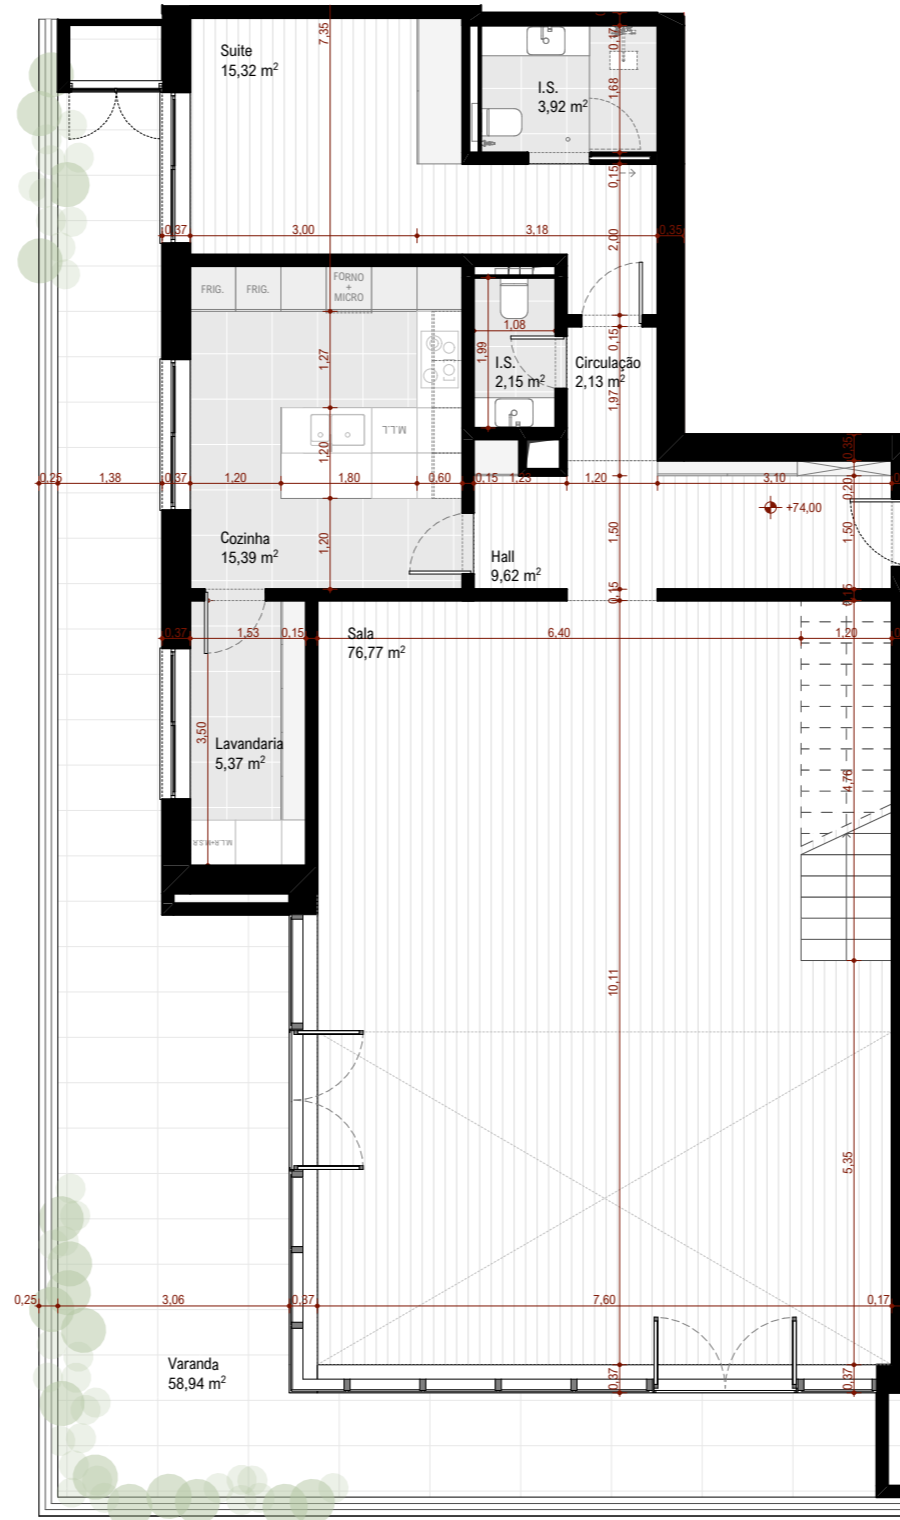 7,35
0,17
Suite
15,32 m²
I.S.
3,92 m²
1,68
0,15
0,37
3,00
3,18
2,00
0,35
FRIG.
FRIG.
FORNO
+
MICRO
1,08
0,15
1,27
1,99
I.S.
2,15 m²
Circulação
2,13 m²
1,97
M.L.L
1,20
0,35
0,25
1,38
0,37
1,20
1,80
0,60
0,15
1,23
1,20
3,10
0,20
+74,00
1,50
1,50
Cozinha
15,39 m²
1,20
Hall
9,62 m²
0,15
0,15
0,37
1,53
0,15
Sala
76,77 m²
6,40
1,20
3,50
Lavandaria
5,37 m²
4,76
M.L.R+M.S.R
10,11
5,35
0,25
3,06
0,37
7,60
0,17
Varanda
58,94 m²
0,37
0,37